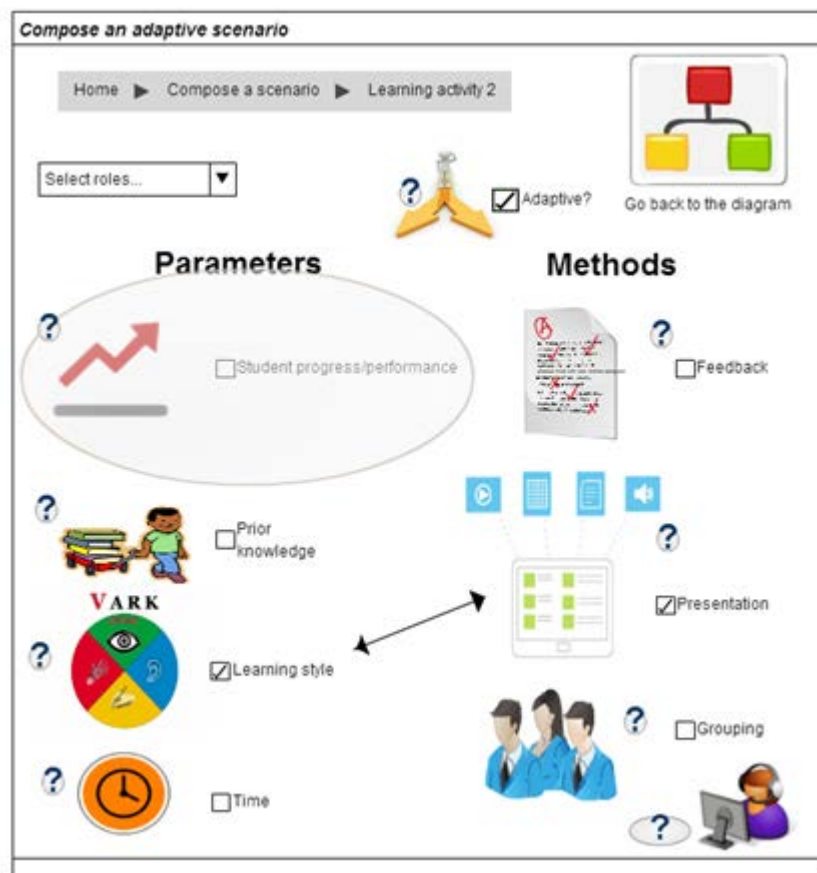 Compose an adaptive scenario
Home ▶ Compose a scenario ▶ Learning activity 2
Select roles...
? Adaptive?
Go back to the diagram
Parameters
Methods
?
Student progress/performance
?
Feedback
?
Prior
knowledge
?
Presentation
VARK
?
Learning style
?
Grouping
?
Time
?